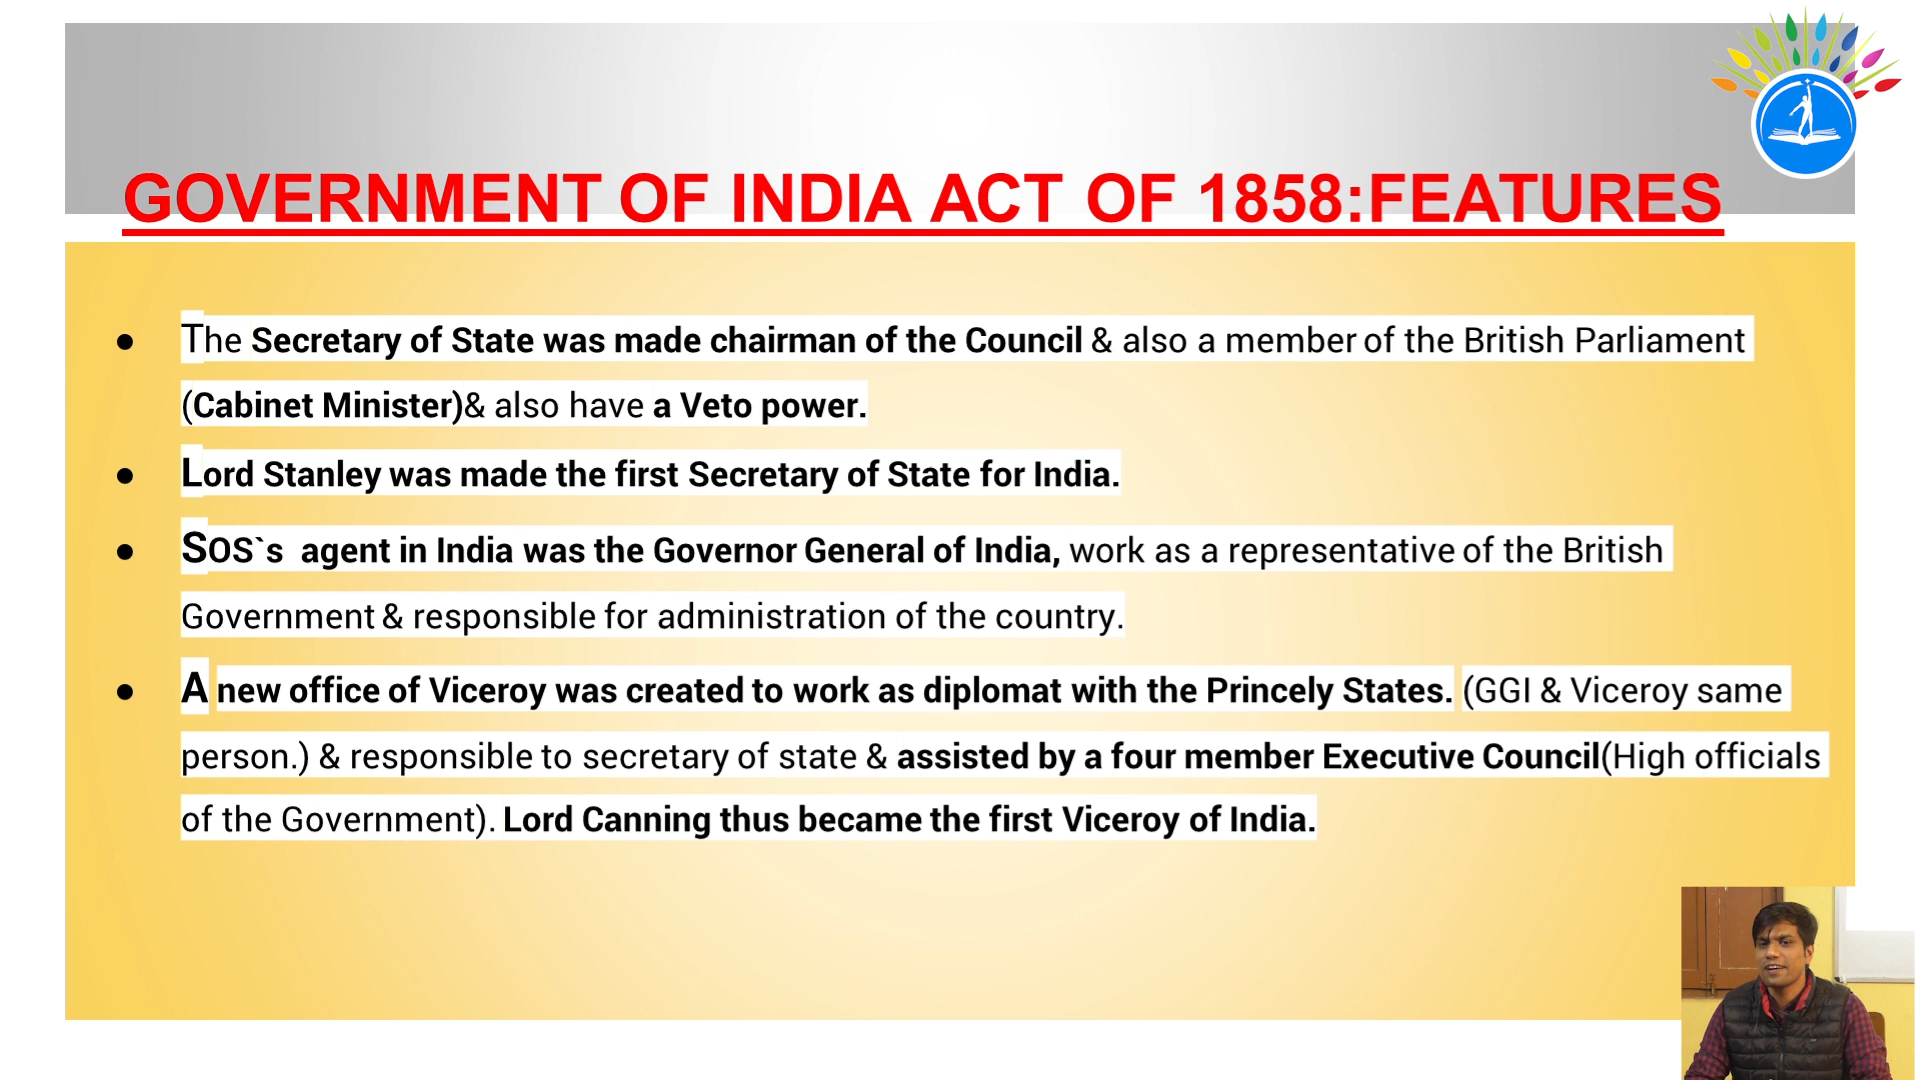 GOVERNMENT OF INDIA ACT OF 1858:FEATURES
● The Secretary of State was made chairman of the Council & also a member of the British Parliament
(Cabinet Minister)& also have a Veto power.
● Lord Stanley was made the first Secretary of State for India.
● SOS`s agent in India was the Governor General of India, work as a representative of the British
Government & responsible for administration of the country.
● A new office of Viceroy was created to work as diplomat with the Princely States. (GGI & Viceroy same
person.) & responsible to secretary of state & assisted by a four member Executive Council(High officials
of the Government). Lord Canning thus became the first Viceroy of India.